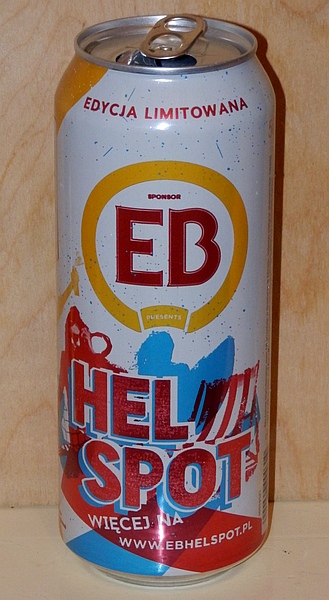 EDYCJA LIMITOWANA
SPONSOR
EB
PRESENTS
HEL
SPOT
WIĘCEJ NA
WWW.EBHELSPOT.PL